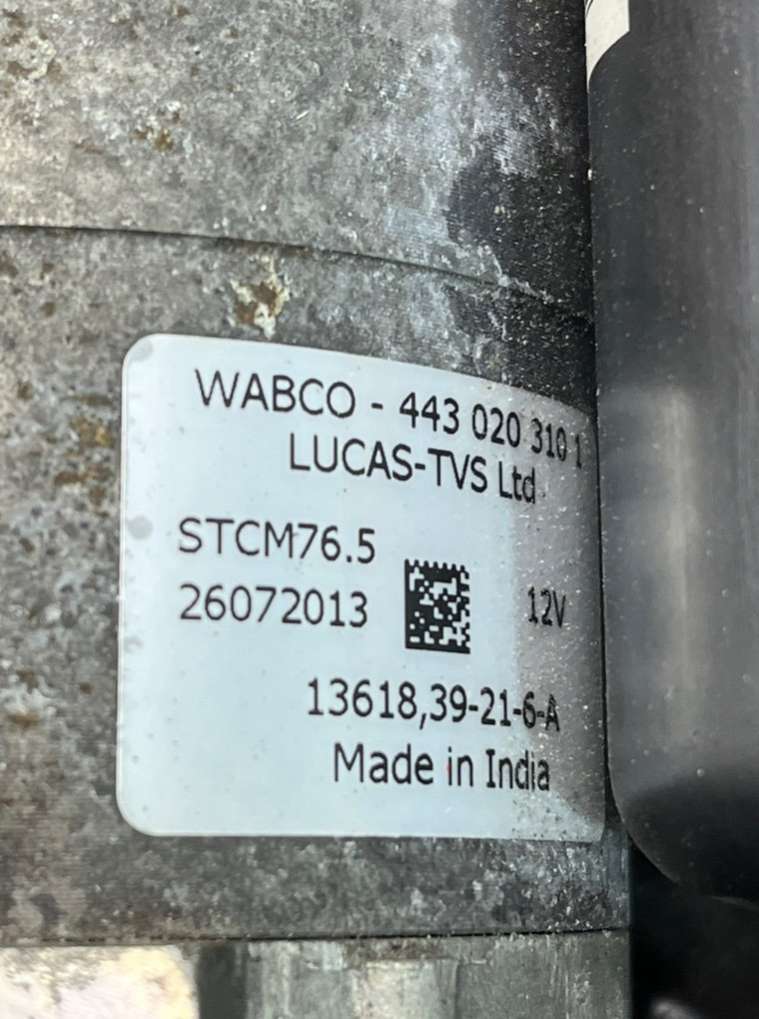 WABCO - 443 020 310 1
LUCAS-TVS Ltd
STCM76.5
26072013
12V
13618,39-21-6-A
Made in India